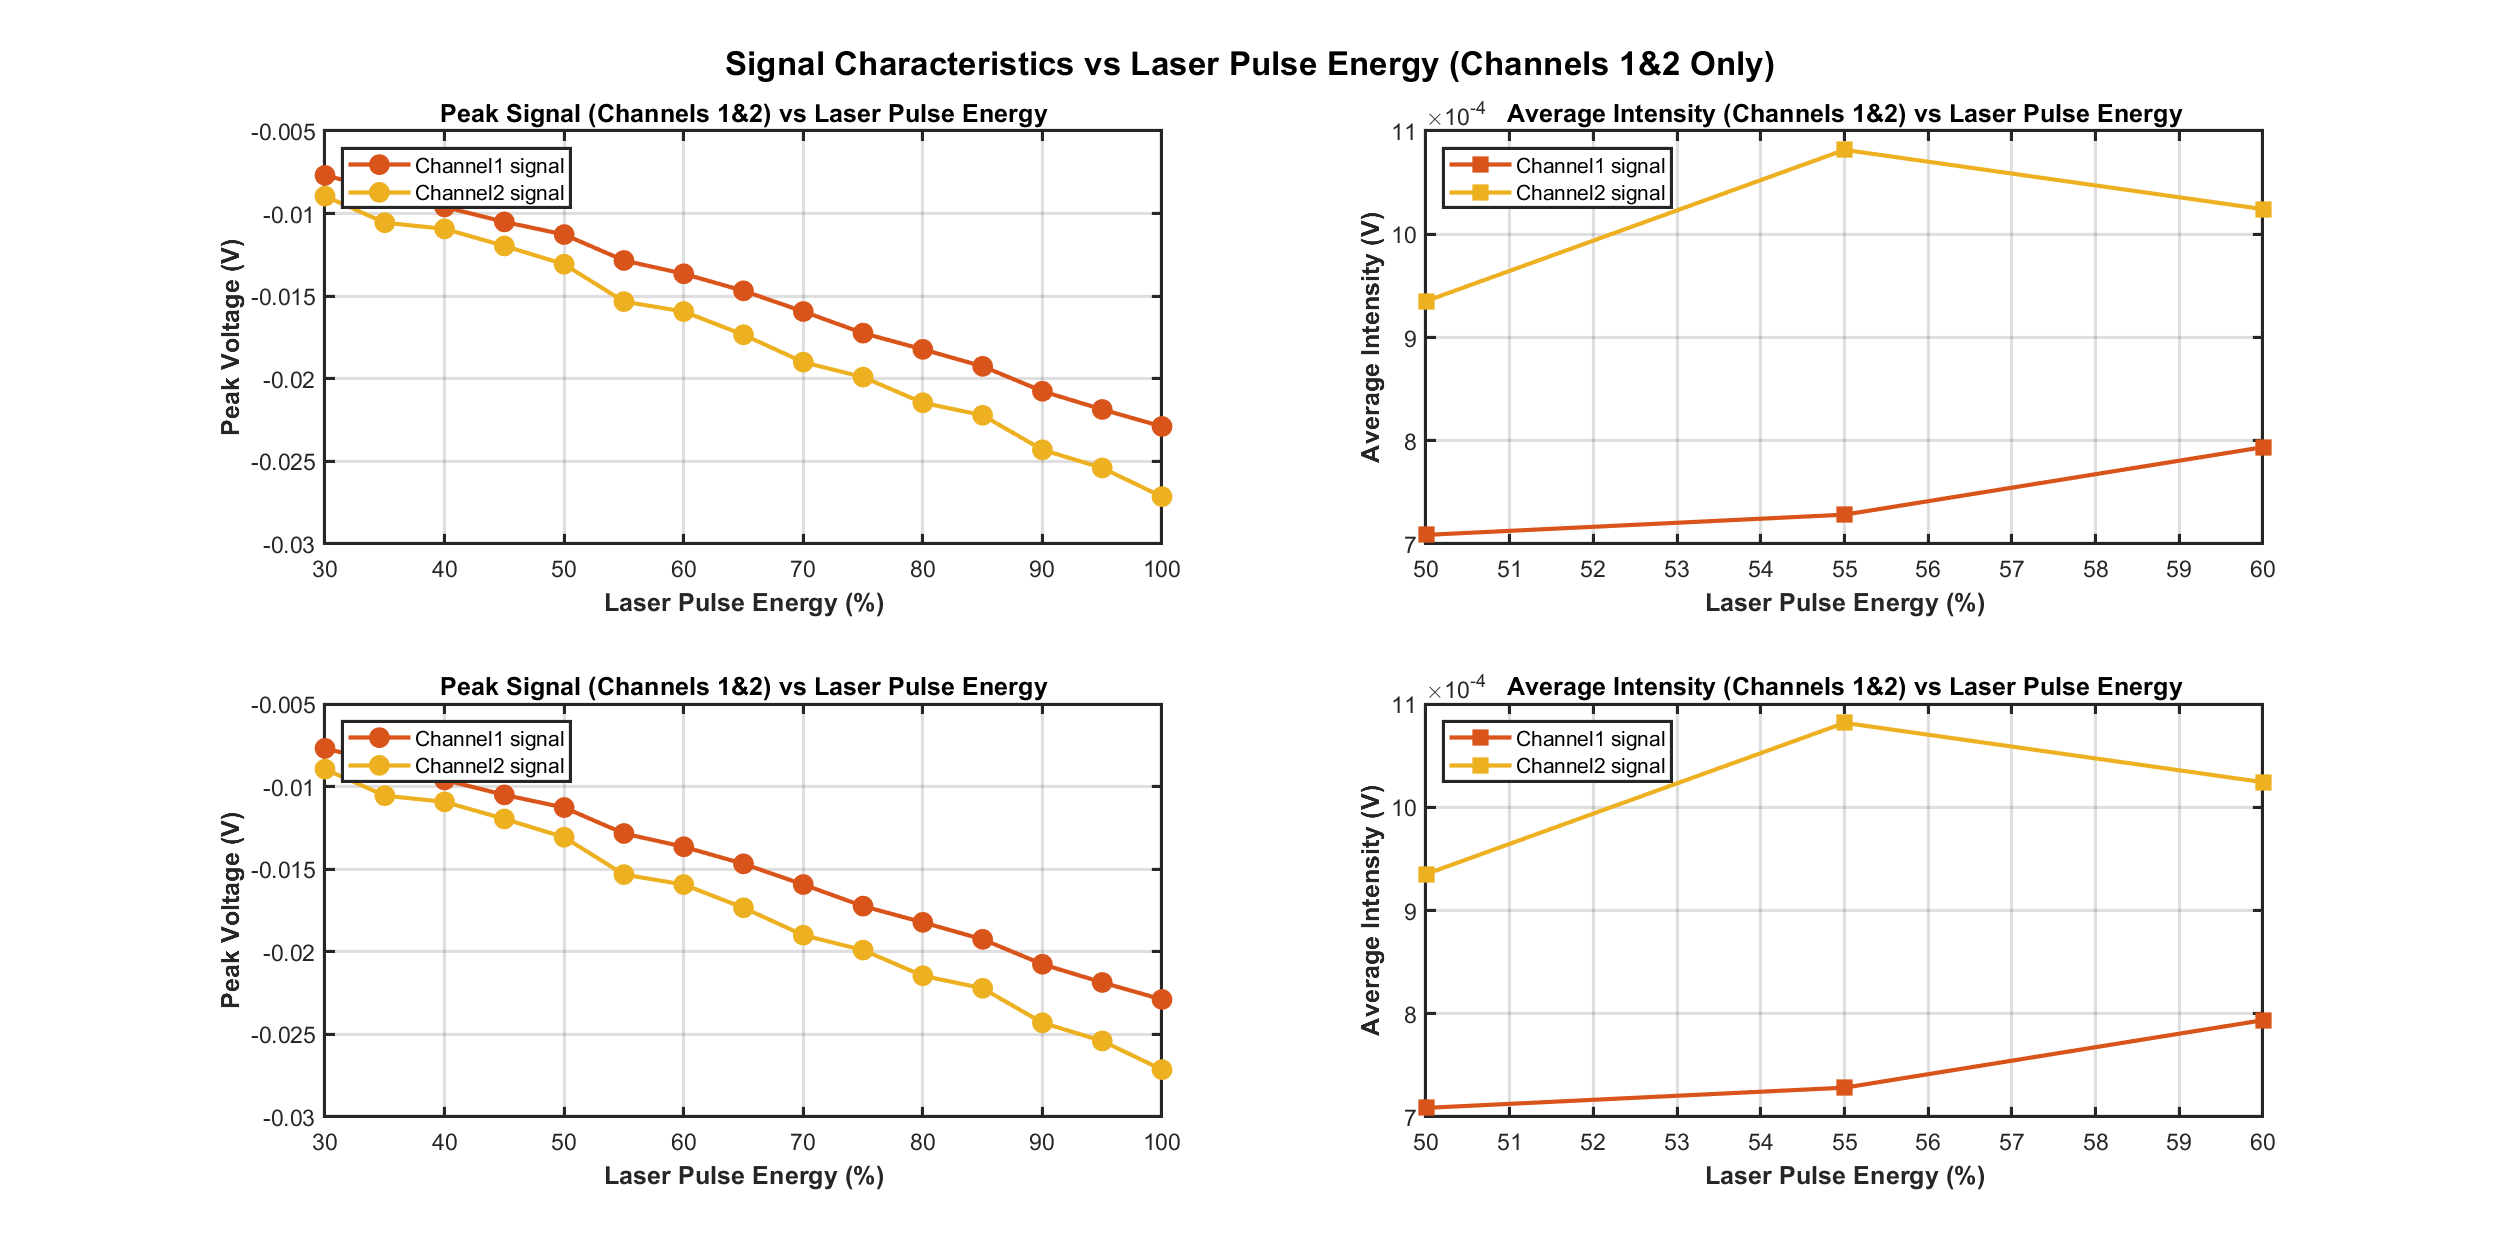 Signal Characteristics vs Laser Pulse Energy (Channels 1&2 Only)
Peak Signal (Channels 1&2) vs Laser Pulse Energy
-0.005
-0.01
-0.015
-0.02
-0.025
-0.03
Peak Voltage (V)
Channel1 signal
Channel2 signal
30 40 50 60 70 80 90 100
Laser Pulse Energy (%)
×10-4
Average Intensity (Channels 1&2) vs Laser Pulse Energy
11
10
9
8
7
Average Intensity (V)
Channel1 signal
Channel2 signal
50 51 52 53 54 55 56 57 58 59 60
Laser Pulse Energy (%)
Peak Signal (Channels 1&2) vs Laser Pulse Energy
-0.005
-0.01
-0.015
-0.02
-0.025
-0.03
Peak Voltage (V)
Channel1 signal
Channel2 signal
30 40 50 60 70 80 90 100
Laser Pulse Energy (%)
×10-4
Average Intensity (Channels 1&2) vs Laser Pulse Energy
11
10
9
8
7
Average Intensity (V)
Channel1 signal
Channel2 signal
50 51 52 53 54 55 56 57 58 59 60
Laser Pulse Energy (%)